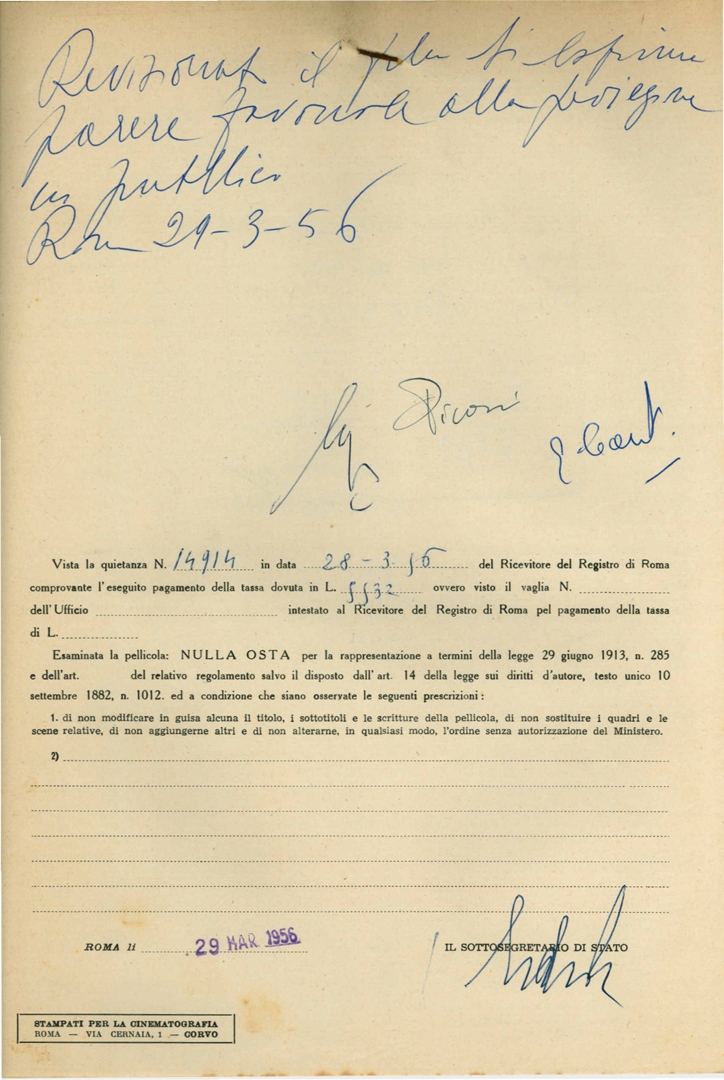 Revisionato il film si esprime
parere favorevole alla proiezione
in pubblico
Roma 29-3-56
Vista la quietanza N. 14914 in data 28-3 56 del Ricevitore del Registro di Roma
comprovante l'eseguito pagamento della tassa dovuta in L. 5532 ovvero visto il vaglia N.
dell'Ufficio intestato al Ricevitore del Registro di Roma pel pagamento della tassa
di L.
Esaminata la pellicola: NULLA OSTA per la rappresentazione a termini della legge 29 giugno 1913, n. 285
e dell'art. del relativo regolamento salvo il disposto dall'art. 14 della legge sui diritti d'autore, testo unico 10
settembre 1882, n. 1012. ed a condizione che siano osservate le seguenti prescrizioni:
1. di non modificare in guisa alcuna il titolo, i sottotitoli e le scritture della pellicola, di non sostituire i quadri e le
scene relative, di non aggiungerne altri e di non alterarne, in qualsiasi modo, l'ordine senza autorizzazione del Ministero.
2)
ROMA li 29 MAR 1956 IL SOTTOSEGRETARIO DI STATO
STAMPATI PER LA CINEMATOGRAFIA
ROMA — VIA CERNAIA, 1 — CORVO